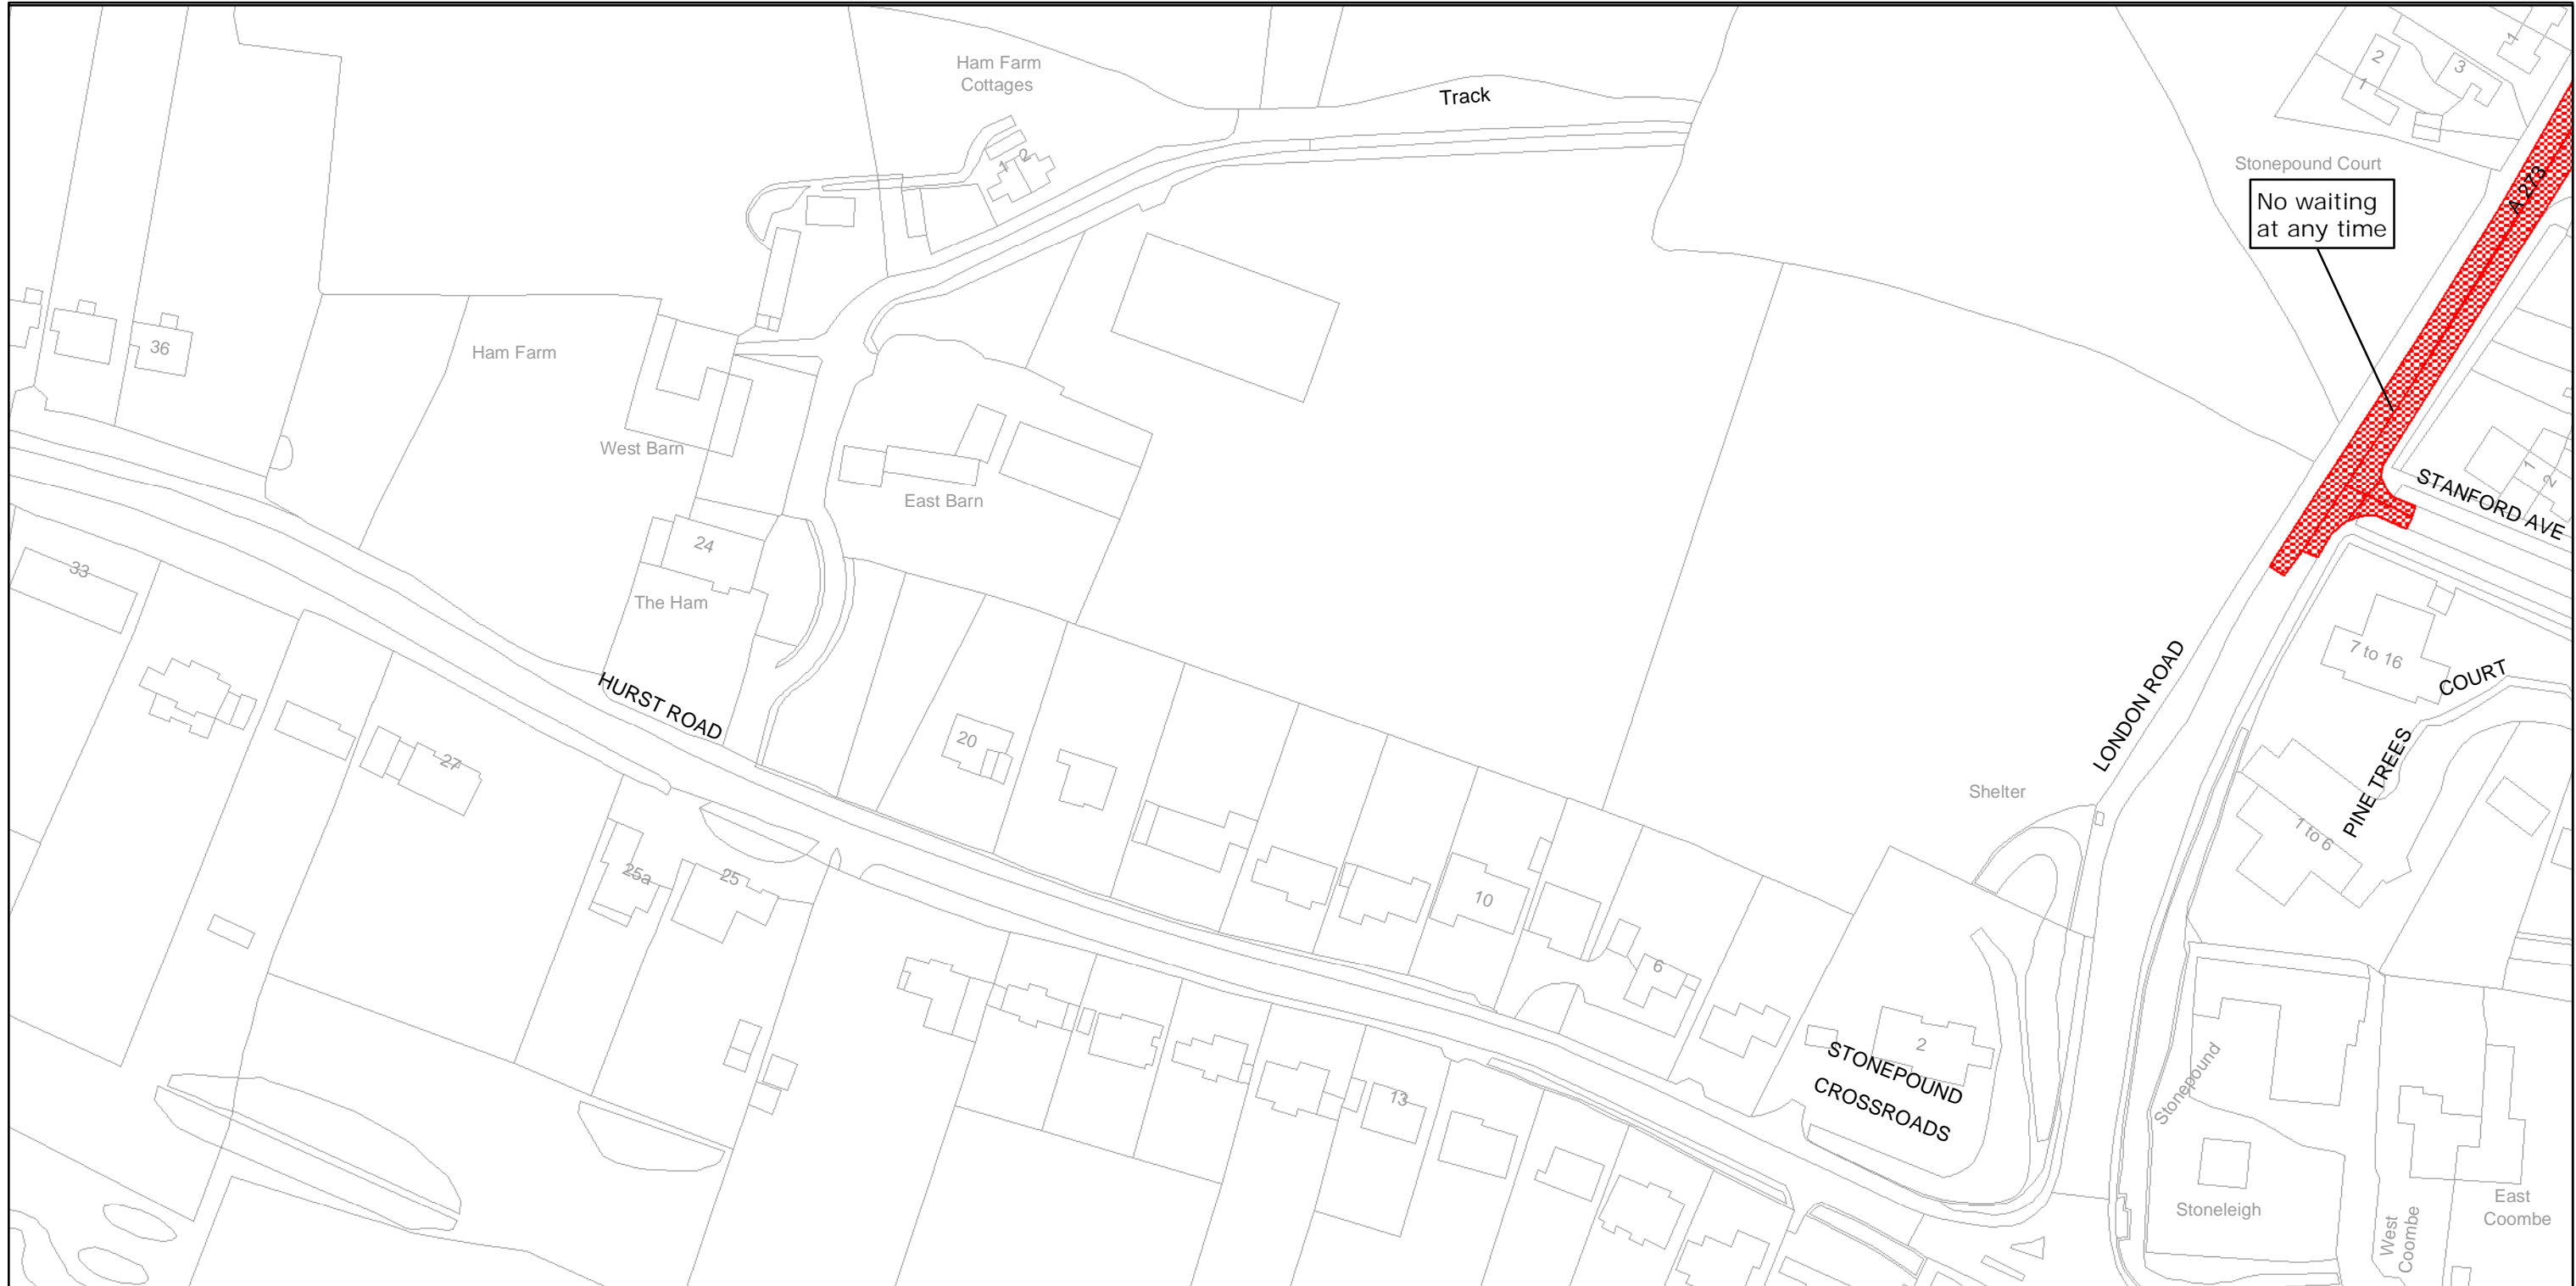 Ham Farm
Cottages
Track
1
2
2
1
3
1
Stonepound Court
No waiting
at any time
A 273
36
Ham Farm
West Barn
East Barn
24
The Ham
33
HURST ROAD
STANFORD AVE
1
2
7 to 16
COURT
PINE TREES
1 to 6
LONDON ROAD
Shelter
27
20
25a
25
10
6
2
STONEPOUND
CROSSROADS
13
Stonepound
Stoneleigh
West
Coombe
East
Coombe